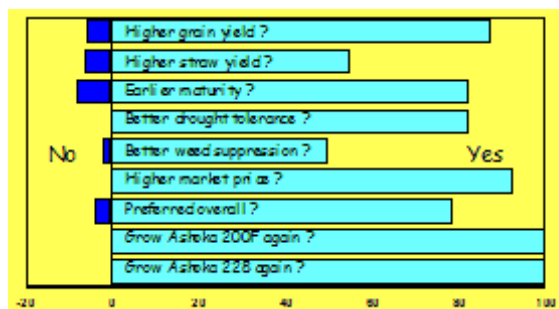 Higher grain yield ?
Higher straw yield ?
Earlier maturity ?
Better drought tolerance ?
No
Better weed suppression ?
Yes
Higher market price ?
Preferred overall ?
Grow Ashoka 200F again ?
Grow Ashoka 228 again ?
-20 0 20 40 60 80 100